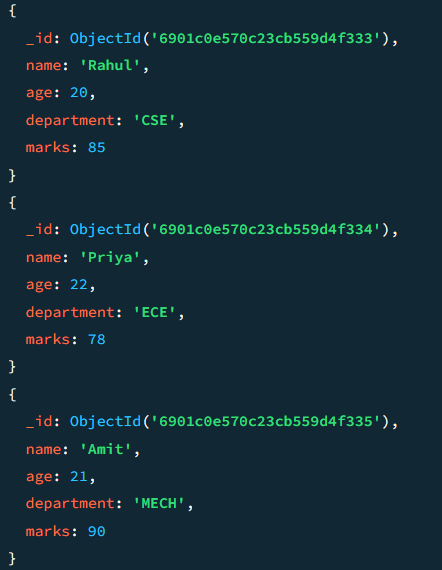 {
  _id: ObjectId('6901c0e570c23cb559d4f333'),
  name: 'Rahul',
  age: 20,
  department: 'CSE',
  marks: 85
}
{
  _id: ObjectId('6901c0e570c23cb559d4f334'),
  name: 'Priya',
  age: 22,
  department: 'ECE',
  marks: 78
}
{
  _id: ObjectId('6901c0e570c23cb559d4f335'),
  name: 'Amit',
  age: 21,
  department: 'MECH',
  marks: 90
}